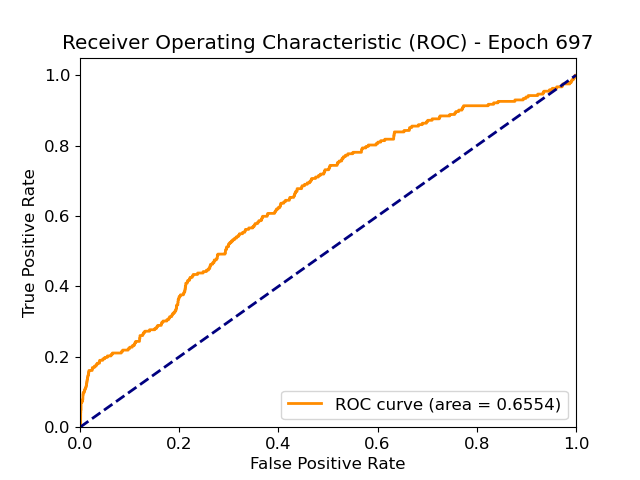 Receiver Operating Characteristic (ROC) - Epoch 697
True Positive Rate
1.0
0.8
0.6
0.4
0.2
0.0
ROC curve (area = 0.6554)
0.0 0.2 0.4 0.6 0.8 1.0
False Positive Rate